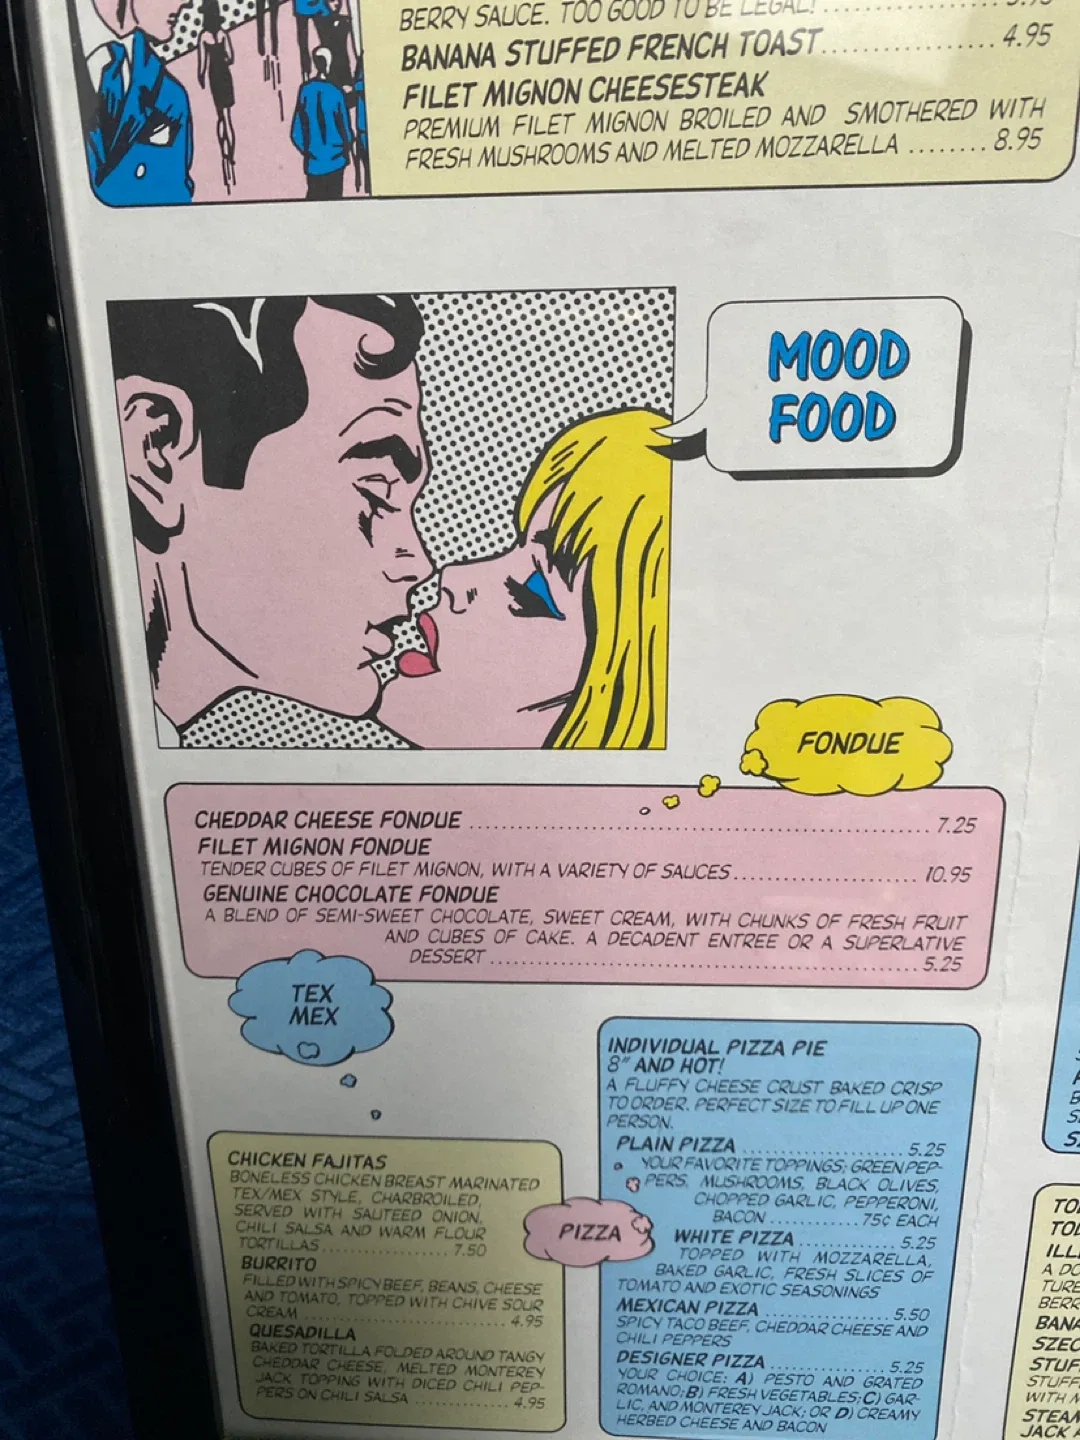 BERRY SAUCE. TOO GOOD TO BE LEGAL!
BANANA STUFFED FRENCH TOAST................ 4.95
FILET MIGNON CHEESESTEAK
PREMIUM FILET MIGNON BROILED AND SMOTHERED WITH
FRESH MUSHROOMS AND MELTED MOZZARELLA ........ 8.95
MOOD
FOOD
FONDUE
CHEDDAR CHEESE FONDUE ........................................ 7.25
FILET MIGNON FONDUE
TENDER CUBES OF FILET MIGNON, WITH A VARIETY OF SAUCES.................... 10.95
GENUINE CHOCOLATE FONDUE
A BLEND OF SEMI-SWEET CHOCOLATE, SWEET CREAM, WITH CHUNKS OF FRESH FRUIT
AND CUBES OF CAKE. A DECADENT ENTREE OR A SUPERLATIVE
DESSERT ........................................ 5.25
TEX
MEX
CHICKEN FAJITAS
BONELESS CHICKEN BREAST MARINATED
TEX/MEX STYLE, CHARBROILED,
SERVED WITH SAUTEED ONION,
CHILI SALSA AND WARM FLOUR
TORTILLAS ................ 7.50
BURRITO
FILLED WITH SPICY BEEF, BEANS, CHEESE
AND TOMATO, TOPPED WITH CHIVE SOUR
CREAM ........................ 4.95
QUESADILLA
BAKED TORTILLA FOLDED AROUND TANGY
CHEDDAR CHEESE, MELTED MONTEREY
JACK TOPPING WITH DICED CHILI PEP-
PERS ON CHILI SALSA ............ 4.95
PIZZA
INDIVIDUAL PIZZA PIE
8" AND HOT!
A FLUFFY CHEESE CRUST BAKED CRISP
TO ORDER. PERFECT SIZE TO FILL UP ONE
PERSON.
PLAIN PIZZA ................ 5.25
YOUR FAVORITE TOPPINGS; GREEN PEP-
PERS, MUSHROOMS, BLACK OLIVES,
CHOPPED GARLIC, PEPPERONI,
BACON ............ 75¢ EACH
WHITE PIZZA ............ 5.25
TOPPED WITH MOZZARELLA,
BAKED GARLIC, FRESH SLICES OF
TOMATO AND EXOTIC SEASONINGS
MEXICAN PIZZA ............ 5.50
SPICY TACO BEEF, CHEDDAR CHEESE AND
CHILI PEPPERS
DESIGNER PIZZA ............ 5.25
YOUR CHOICE: A) PESTO AND GRATED
ROMANO; B) FRESH VEGETABLES; C) GAR-
LIC, AND MONTEREY JACK; OR D) CREAMY
HERBED CHEESE AND BACON
A DO
TURE
BERR
BANA
SZEC
STUF
STUFF
WITH M
STEAM
JACK